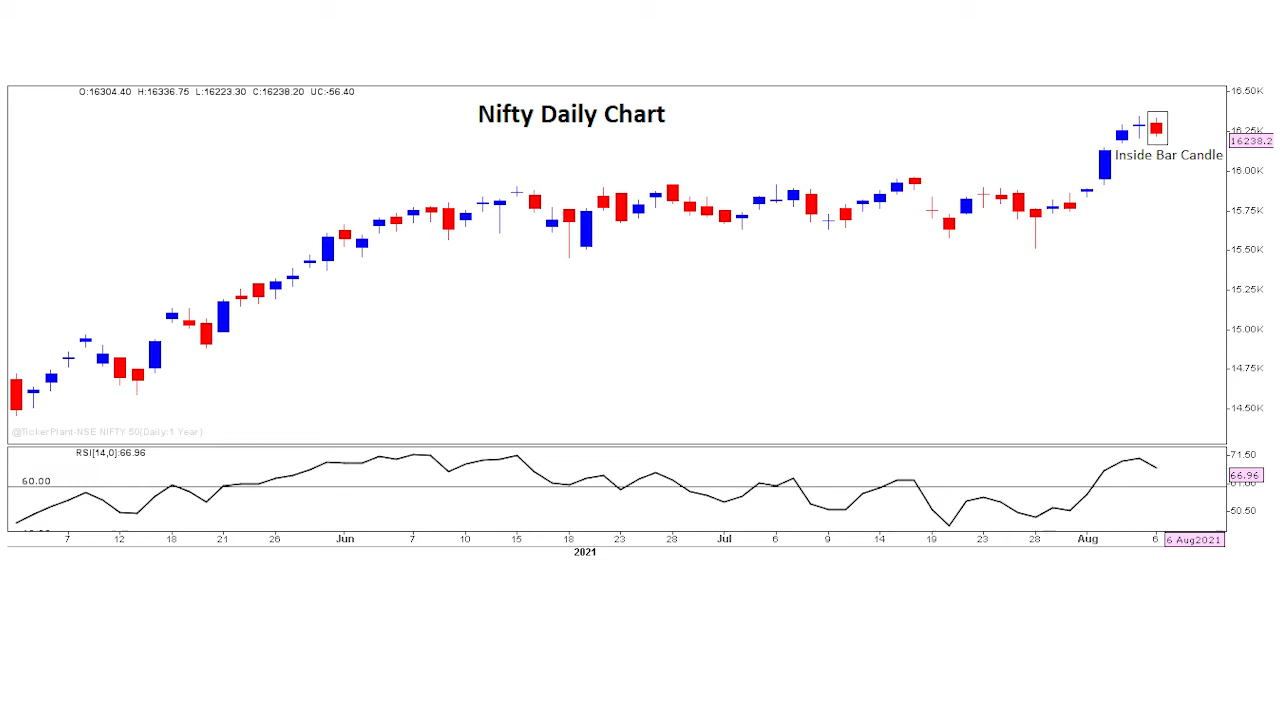 O:16304.40 H:16336.75 L:16223.30 C:16238.20 UC:-56.40
Nifty Daily Chart
16.50K
16.25K
16238.2
Inside Bar Candle
16.00K
15.75K
15.50K
15.25K
15.00K
14.75K
14.50K
@TickerPlant-NSE NIFTY 50(Daily:1 Year)
RSI[14,0]:66.96
71.50
66.96
60.00
61.00
50.50
7 12 18 21 26 Jun 7 10 15 18 23 28 Jul 6 9 14 19 23 28 Aug 6 6 Aug2021
2021